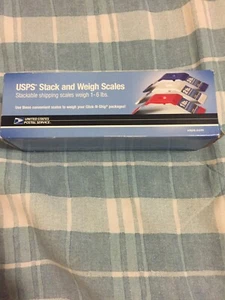 USPS® Stack and Weigh Scales
Stackable shipping scales weigh 1-5 lbs.
Use these convenient scales to weigh your Click-N-Ship® packages!
UNITED STATES
POSTAL SERVICE